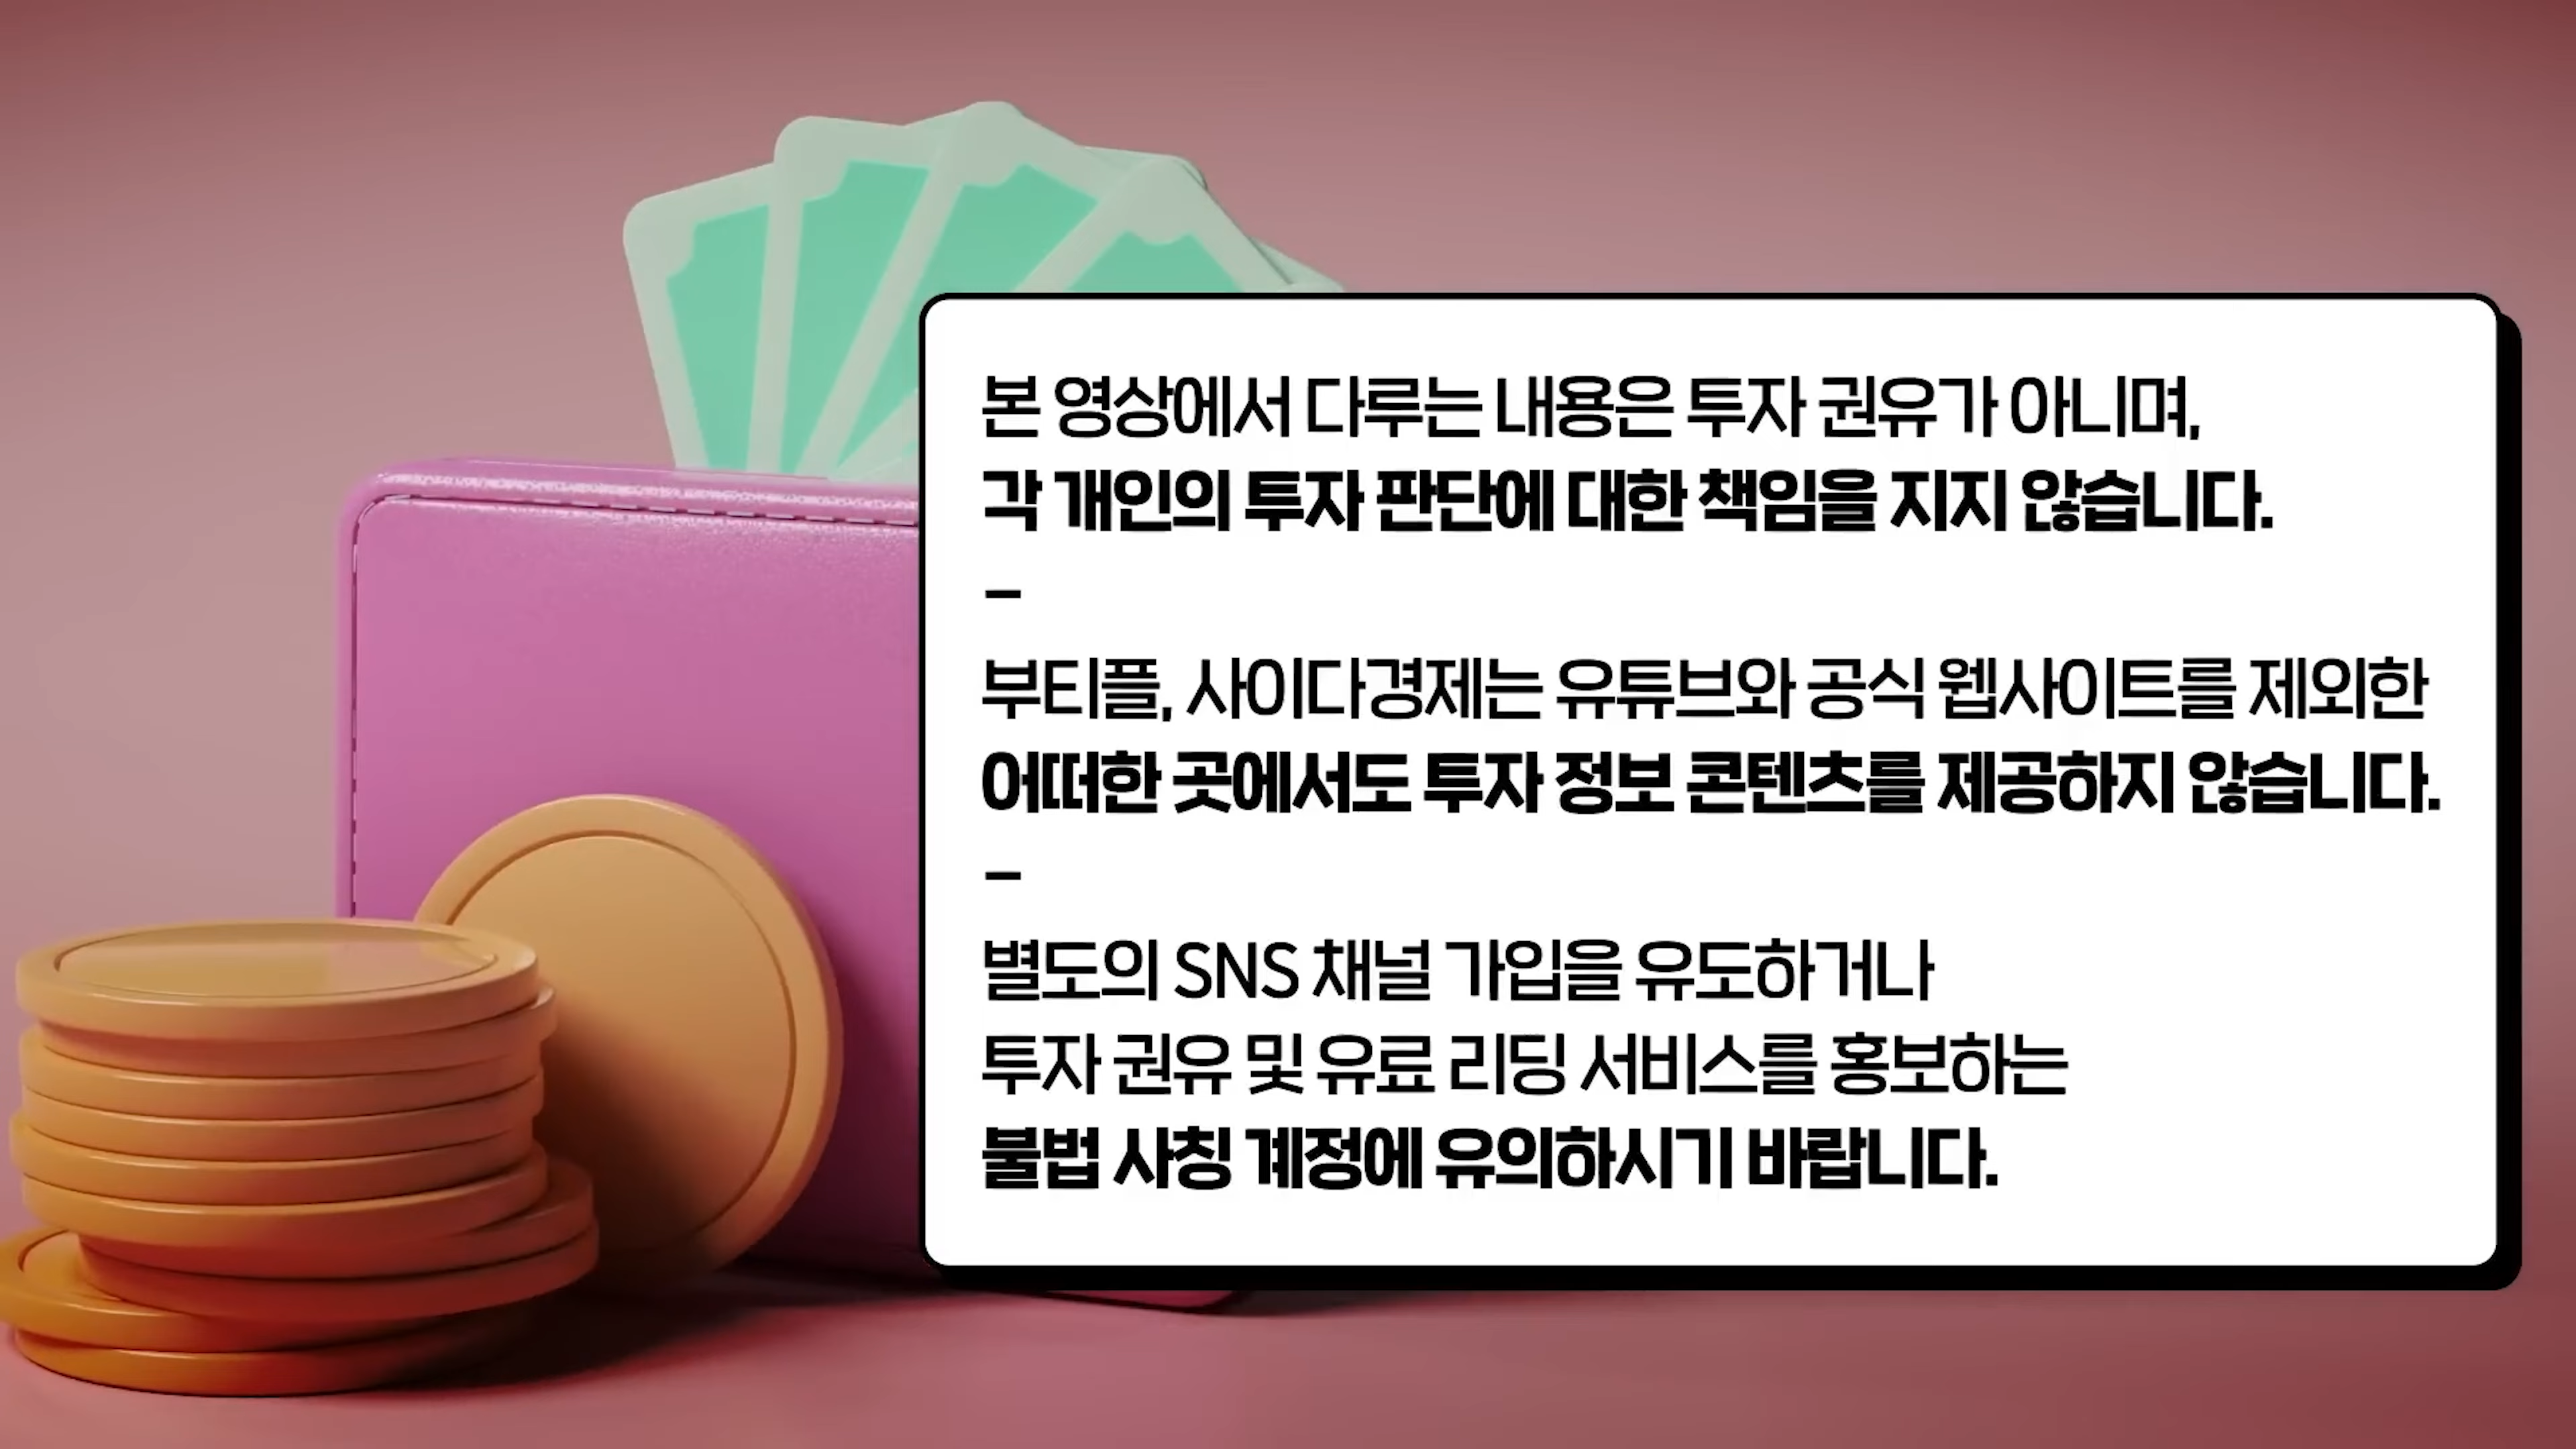 본 영상에서 다루는 내용은 투자 권유가 아니며,
각 개인의 투자 판단에 대한 책임을 지지 않습니다.
–
부티플, 사이다경제는 유튜브와 공식 웹사이트를 제외한
어떠한 곳에서도 투자 정보 콘텐츠를 제공하지 않습니다.
–
별도의 SNS 채널 가입을 유도하거나
투자 권유 및 유료 리딩 서비스를 홍보하는
불법 사칭 계정에 유의하시기 바랍니다.